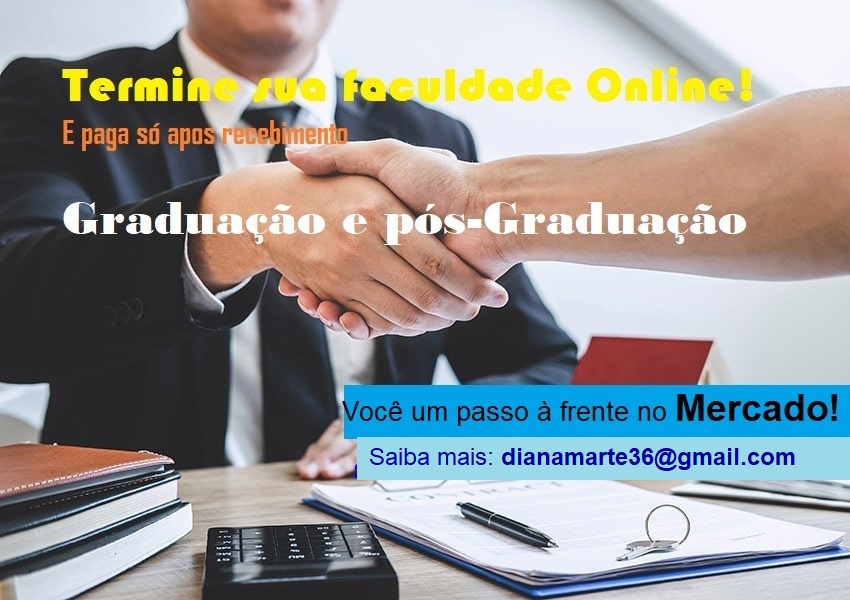 Termine sua faculdade Online!
E paga só apos recebimento
Graduação e pós-Graduação
Você um passo à frente no Mercado!
Saiba mais: dianamarte36@gmail.com
CONTRACT